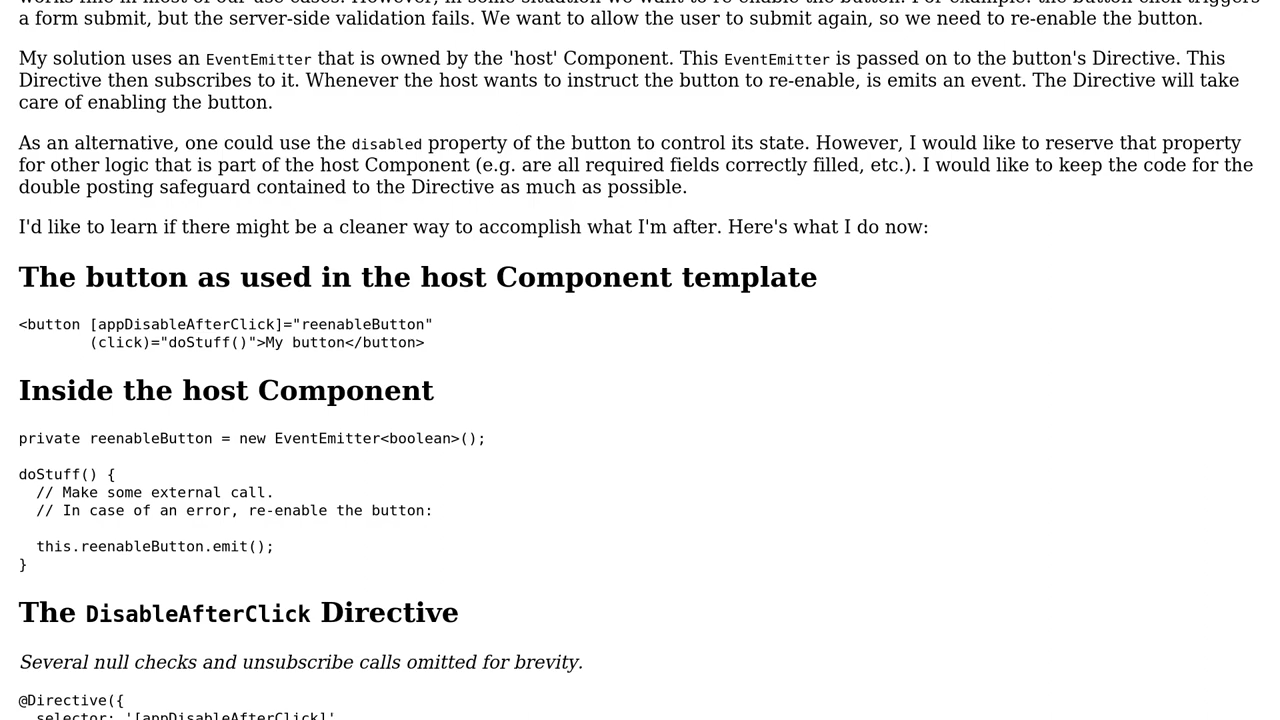 a form submit, but the server-side validation fails. We want to allow the user to submit again, so we need to re-enable the button.
My solution uses an EventEmitter that is owned by the 'host' Component. This EventEmitter is passed on to the button's Directive. This
Directive then subscribes to it. Whenever the host wants to instruct the button to re-enable, is emits an event. The Directive will take
care of enabling the button.
As an alternative, one could use the disabled property of the button to control its state. However, I would like to reserve that property
for other logic that is part of the host Component (e.g. are all required fields correctly filled, etc.). I would like to keep the code for the
double posting safeguard contained to the Directive as much as possible.
I'd like to learn if there might be a cleaner way to accomplish what I'm after. Here's what I do now:
The button as used in the host Component template
<button [appDisableAfterClick]="reenableButton"
        (click)="doStuff()">My button</button>
Inside the host Component
private reenableButton = new EventEmitter<boolean>();
doStuff() {
  // Make some external call.
  // In case of an error, re-enable the button:
  this.reenableButton.emit();
}
The DisableAfterClick Directive
Several null checks and unsubscribe calls omitted for brevity.
@Directive({
  selector: '[appDisableAfterClick]'